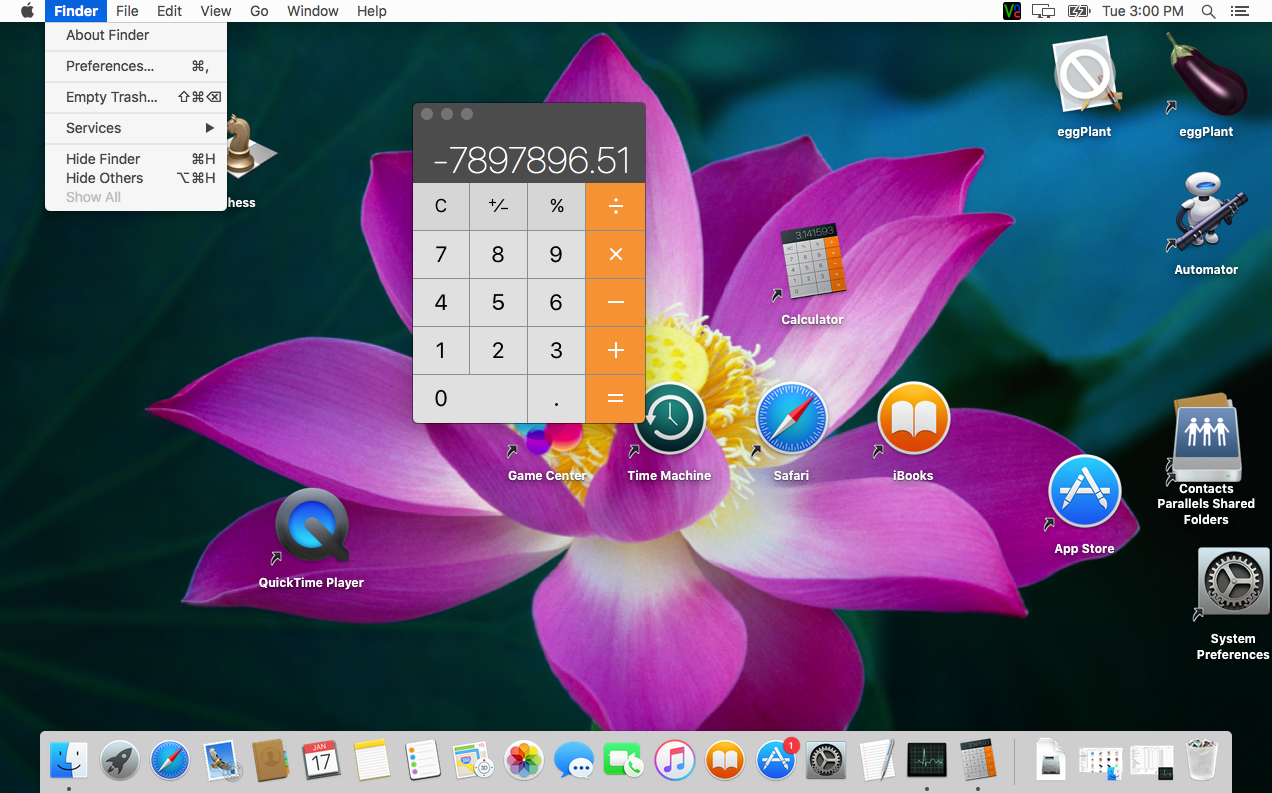 Finder File Edit View Go Window Help Tue 3:00 PM
About Finder
Preferences... ⌘,
Empty Trash... ⇧⌘⌫
Services ▶
Hide Finder ⌘H
Hide Others ⌥⌘H
Show All
hess
-7897896.51
C +/− % ÷
7 8 9 ×
4 5 6 −
1 2 3 +
0 . =
eggPlant
eggPlant
Automator
3.141593
Calculator
Game Center
Time Machine
Safari
iBooks
QuickTime Player
App Store
Contacts
Parallels Shared
Folders
System
Preferences
JAN
17
3D
1